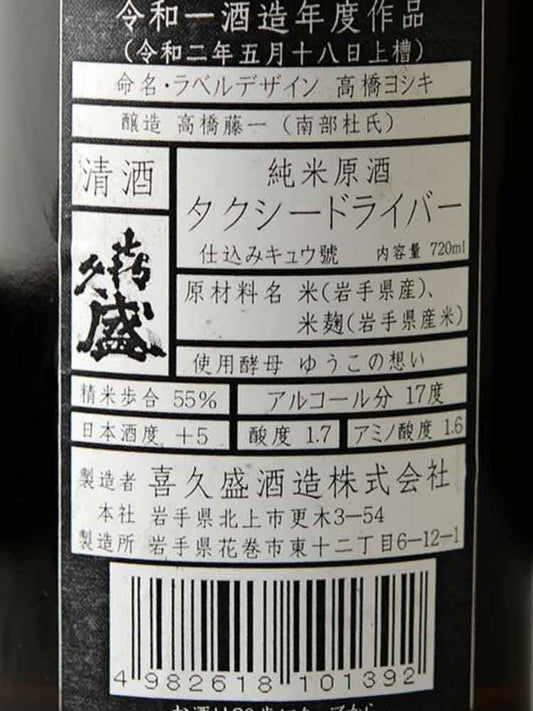 令和一酒造年度作品
(令和二年五月十八日上槽)
命名・ラベルデザイン 高橋ヨシキ
醸造 高橋藤一(南部杜氏)
清酒
喜久盛
純米原酒
タクシードライバー
仕込みキュウ號 内容量 720ml
原材料名 米(岩手県産)、
米麹(岩手県産米)
使用酵母 ゆうこの想い
精米歩合 55% アルコール分 17度
日本酒度 +5 酸度 1.7 アミノ酸度 1.6
製造者 喜久盛酒造株式会社
本社 岩手県北上市更木3-54
製造所 岩手県花巻市東十二丁目6-12-1
4 982618 101392